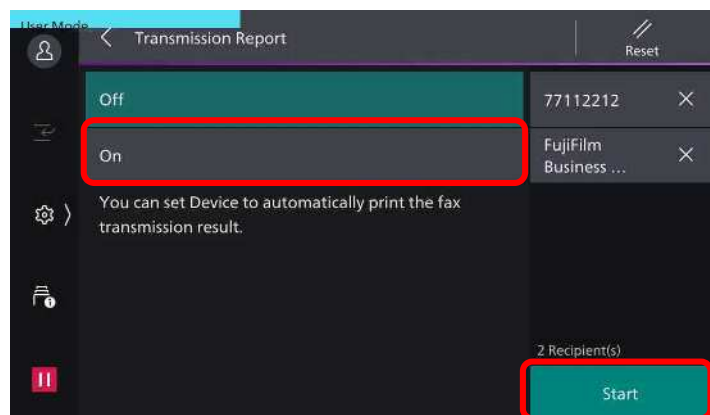 User Mode
Transmission Report
Reset
Off
77112212
On
FujiFilm
Business ...
You can set Device to automatically print the fax
transmission result.
2 Recipient(s)
Start